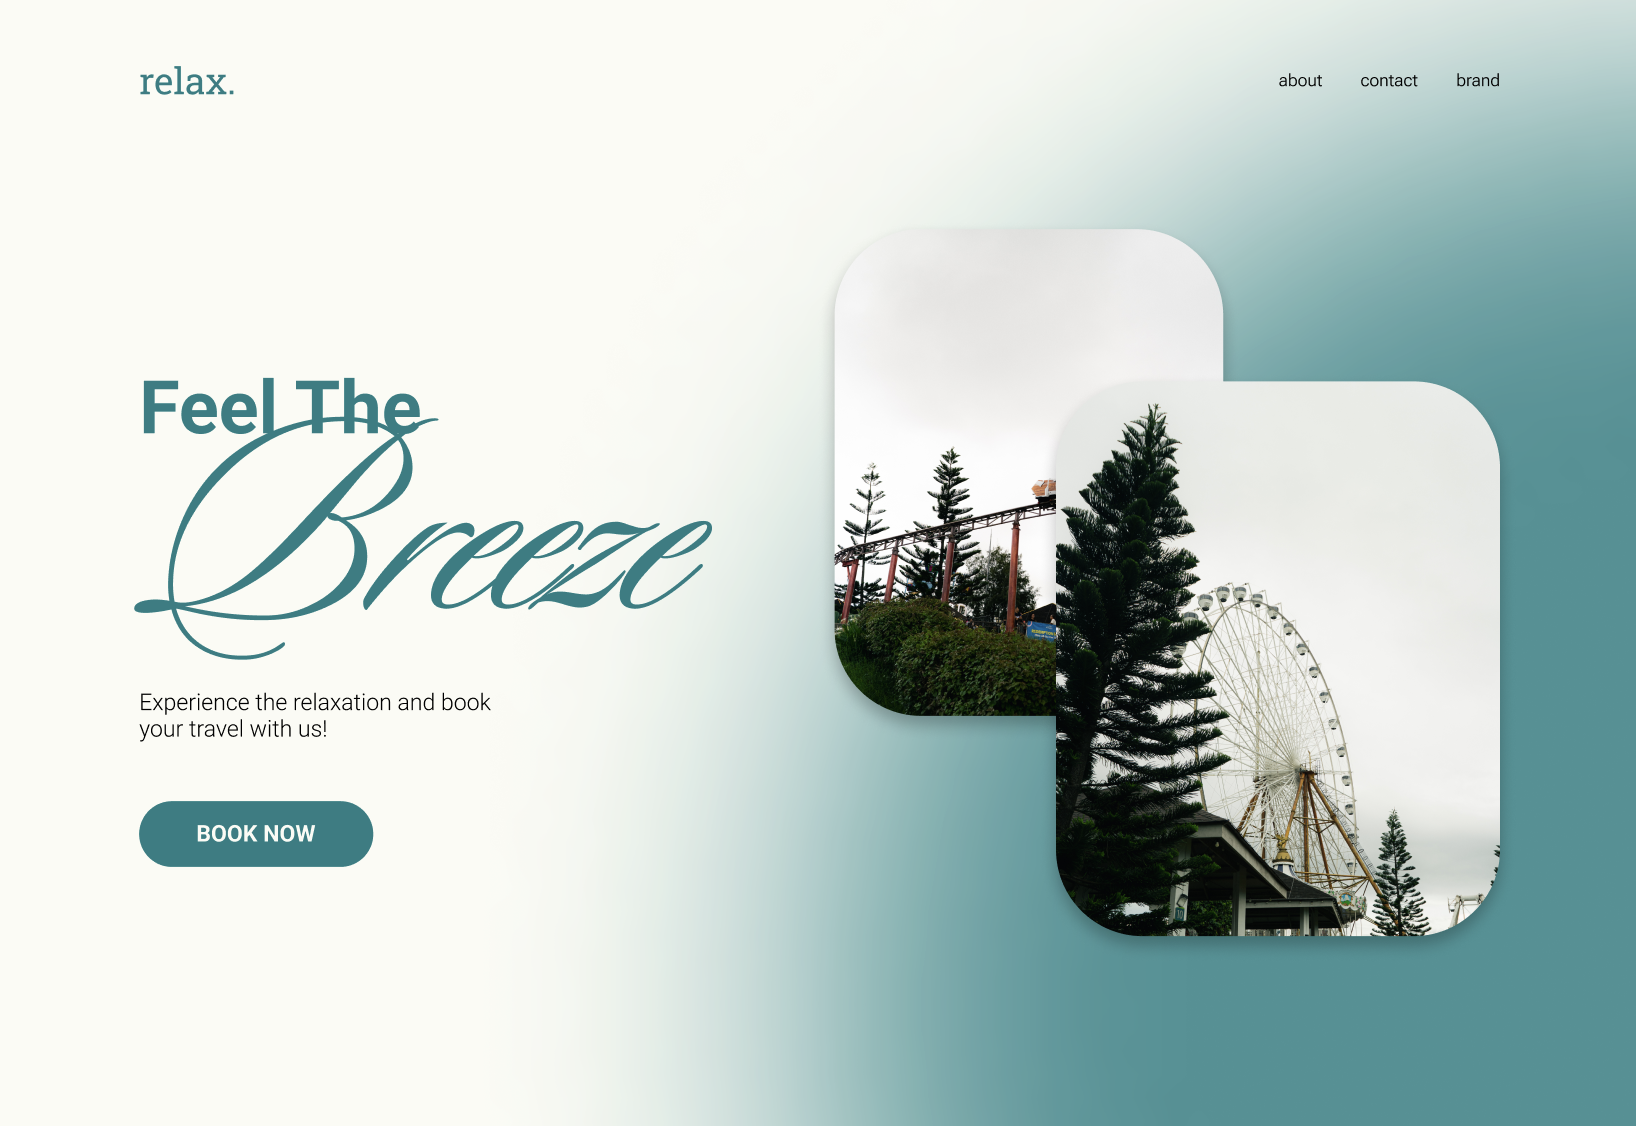 relax.
about contact brand
Feel The
Breeze
Experience the relaxation and book
your travel with us!
BOOK NOW